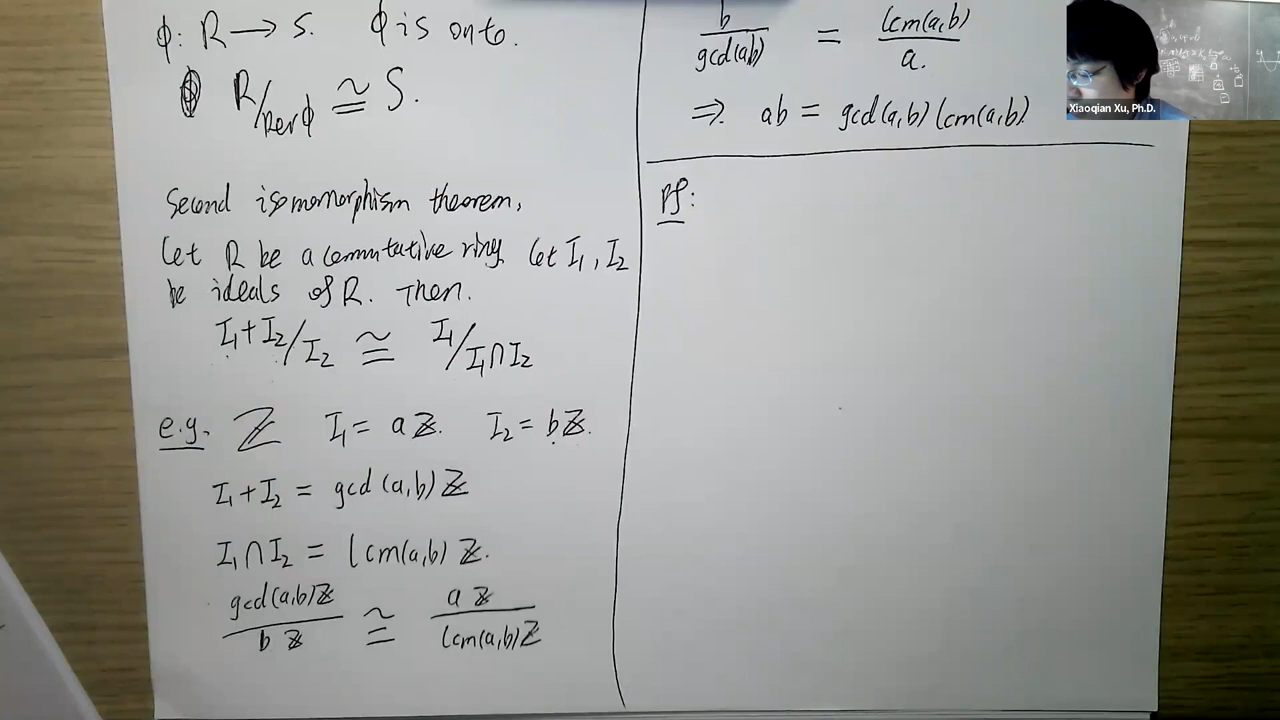 ϕ: R → S. ϕ is onto.
R/Kerϕ ≅ S.
Second isomomorphism theorem,
Let R be a commutative ring. Let I₁, I₂
be ideals of R. Then.
I₁+I₂/I₂ ≅ I₁/I₁∩I₂
e.g. ℤ I₁ = aℤ. I₂ = bℤ.
I₁+I₂ = gcd(a,b)ℤ
I₁∩I₂ = lcm(a,b)ℤ.
gcd(a,b)ℤ / bℤ ≅ aℤ / lcm(a,b)ℤ
b / gcd(a,b) = lcm(a,b) / a.
⇒ ab = gcd(a,b) lcm(a,b)
Pf:
Xiaoqian Xu, Ph.D.